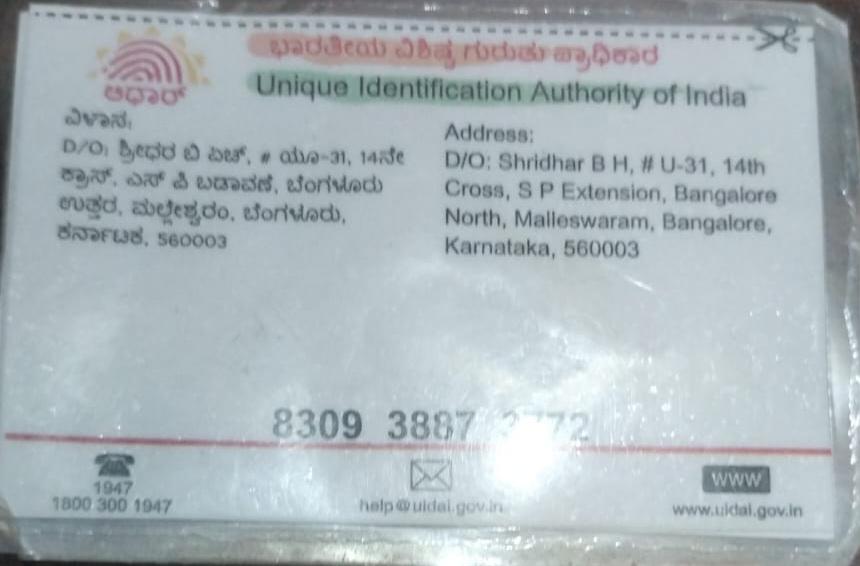 ಆಧಾರ್
ಭಾರತೀಯ ವಿಶಿಷ್ಟ ಗುರುತು ಪ್ರಾಧಿಕಾರ
Unique Identification Authority of India
ವಿಳಾಸ:
D/O: ಶ್ರೀಧರ ಬಿ ಎಚ್, # ಯೂ-31, 14ನೇ
ಕ್ರಾಸ್, ಎಸ್ ಪಿ ಬಡಾವಣೆ, ಬೆಂಗಳೂರು
ಉತ್ತರ, ಮಲ್ಲೇಶ್ವರಂ, ಬೆಂಗಳೂರು,
ಕರ್ನಾಟಕ, 560003
Address:
D/O: Shridhar B H, # U-31, 14th
Cross, S P Extension, Bangalore
North, Malleswaram, Bangalore,
Karnataka, 560003
8309 3887
1947
1800 300 1947
help@uidai.gov.in
www
www.uidai.gov.in